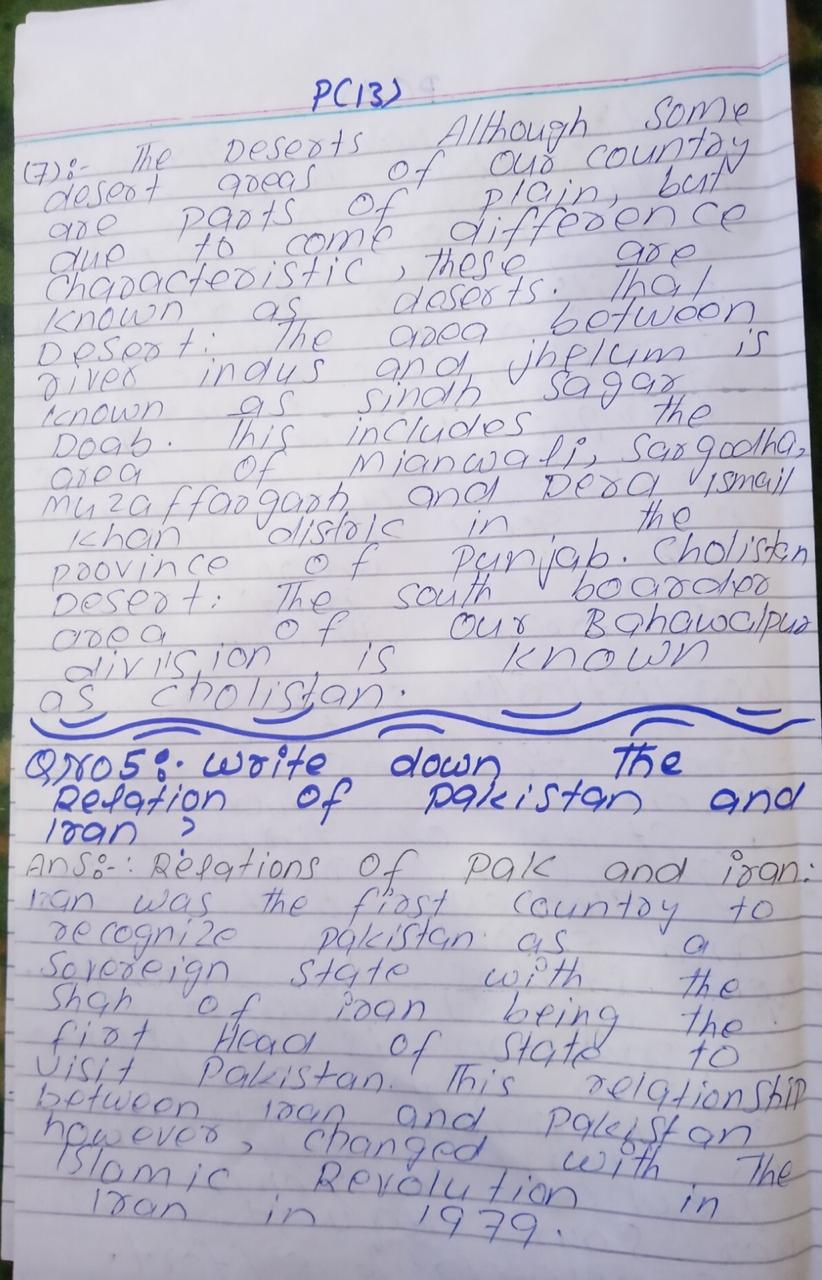 P(13)
(7):- The Deserts Although some
desert areas of our country
are parts of plain, but
due to come difference
characteristic, these are
known as deserts. Thal
Desert: The area between
river indus and jhelum is
known as sindh sagar
Doab. This includes the
area of Mianwali, Sargodha,
muzaffargarh and Dera ismail
khan distric in the
province of Punjab. Cholistan
Desert: The south boarder
area of our Bahawalpur
division is known
as cholistan.
QNO5:. write down the
Relation of pakistan and
iran ?
Ans:-: Relations of pak and iran:
iran was the first country to
recognize pakistan as a
Sovereign state with the
Shah of iran being the
firt Head of State to
visit Pakistan. This relationship
between iran and pakistan
however, changed with The
Islamic Revolution in
iran in 1979.